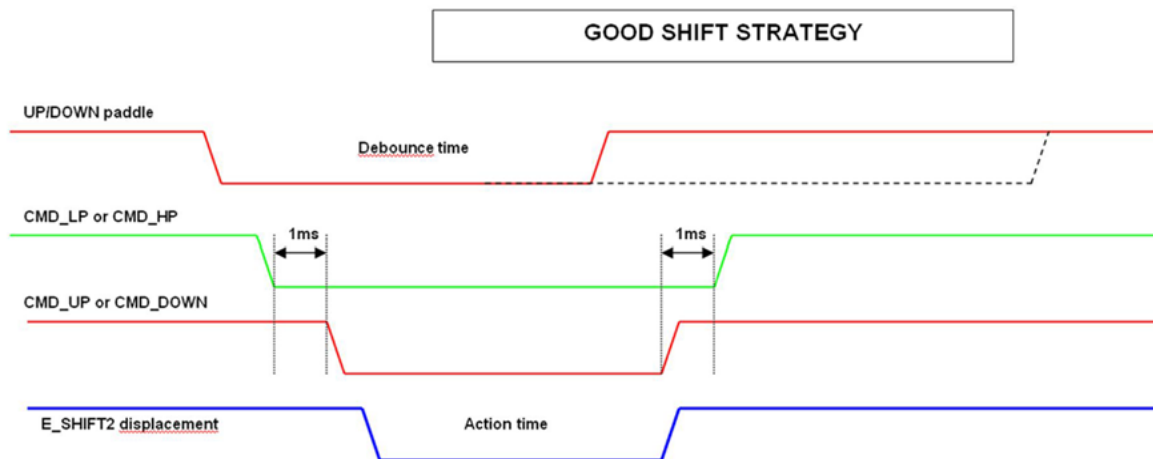 GOOD SHIFT STRATEGY
UP/DOWN paddle
Debounce time
CMD_LP or CMD_HP
1ms
1ms
CMD_UP or CMD_DOWN
E_SHIFT2 displacement
Action time